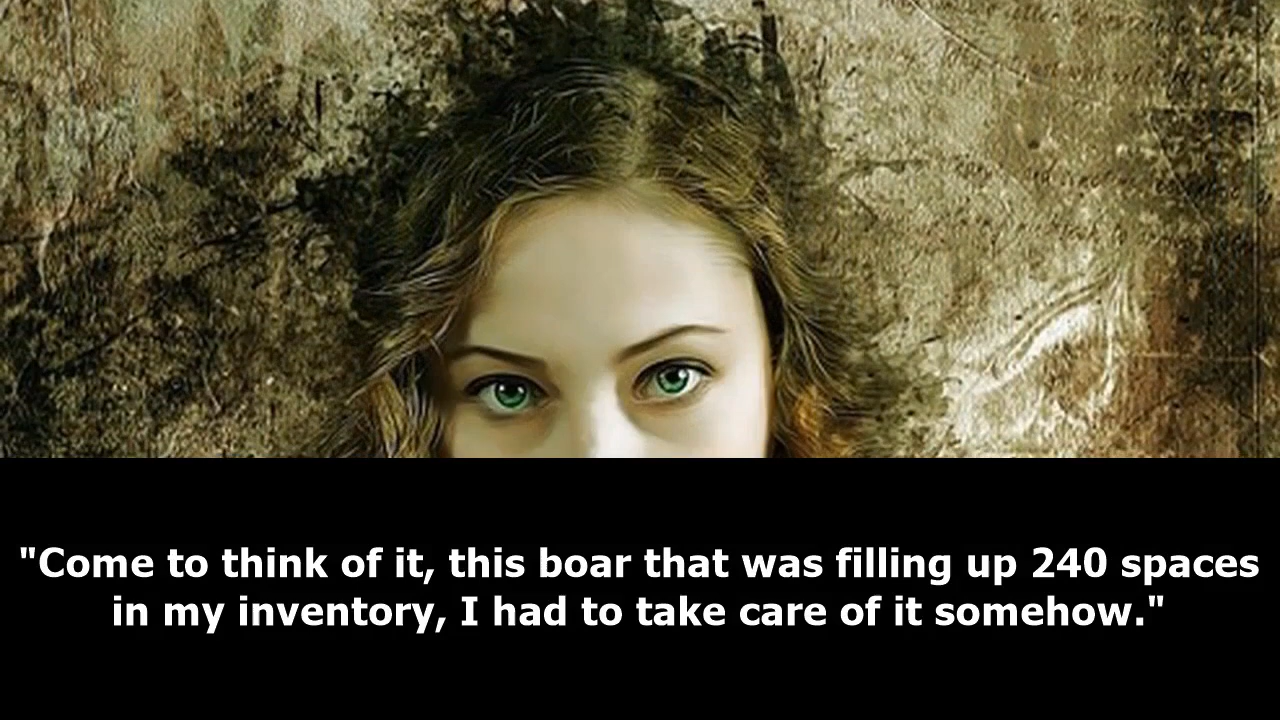 "Come to think of it, this boar that was filling up 240 spaces
in my inventory, I had to take care of it somehow."